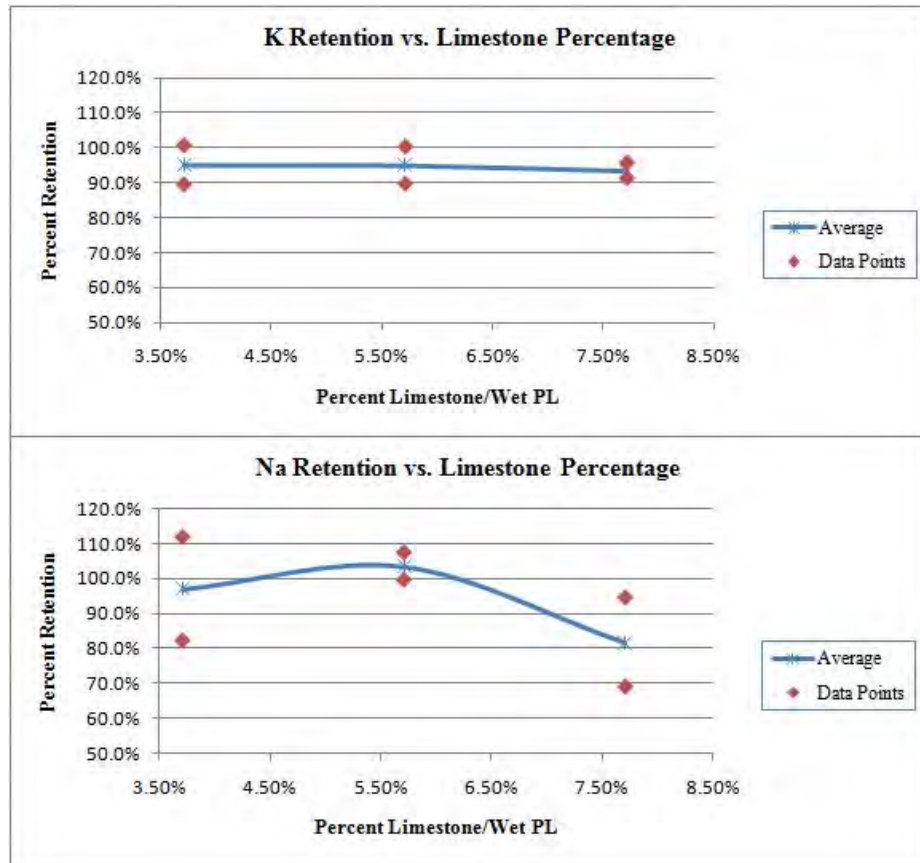 K Retention vs. Limestone Percentage
120.0%
110.0%
100.0%
90.0%
80.0%
70.0%
60.0%
50.0%
Percent Retention
3.50% 4.50% 5.50% 6.50% 7.50% 8.50%
Percent Limestone/Wet PL
Average
Data Points
Na Retention vs. Limestone Percentage
120.0%
110.0%
100.0%
90.0%
80.0%
70.0%
60.0%
50.0%
Percent Retention
3.50% 4.50% 5.50% 6.50% 7.50% 8.50%
Percent Limestone/Wet PL
Average
Data Points